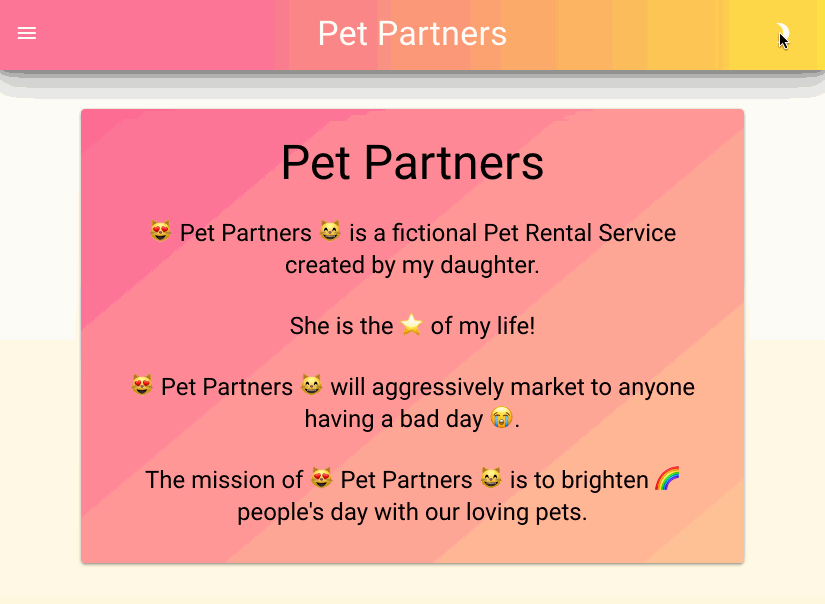 Pet Partners
Pet Partners
😻 Pet Partners 😸 is a fictional Pet Rental Service
created by my daughter.
She is the ⭐ of my life!
😻 Pet Partners 😸 will aggressively market to anyone
having a bad day 😭.
The mission of 😻 Pet Partners 😸 is to brighten 🌈
people's day with our loving pets.